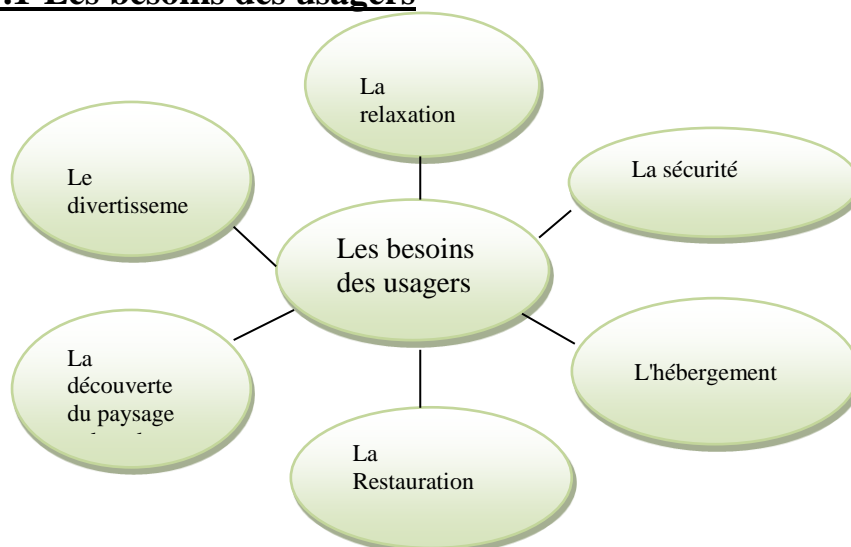 .1 Les besoins des usagers
La
relaxation
La sécurité
Le
divertisseme
Les besoins
des usagers
La
découverte
du paysage
L'hébergement
La
Restauration